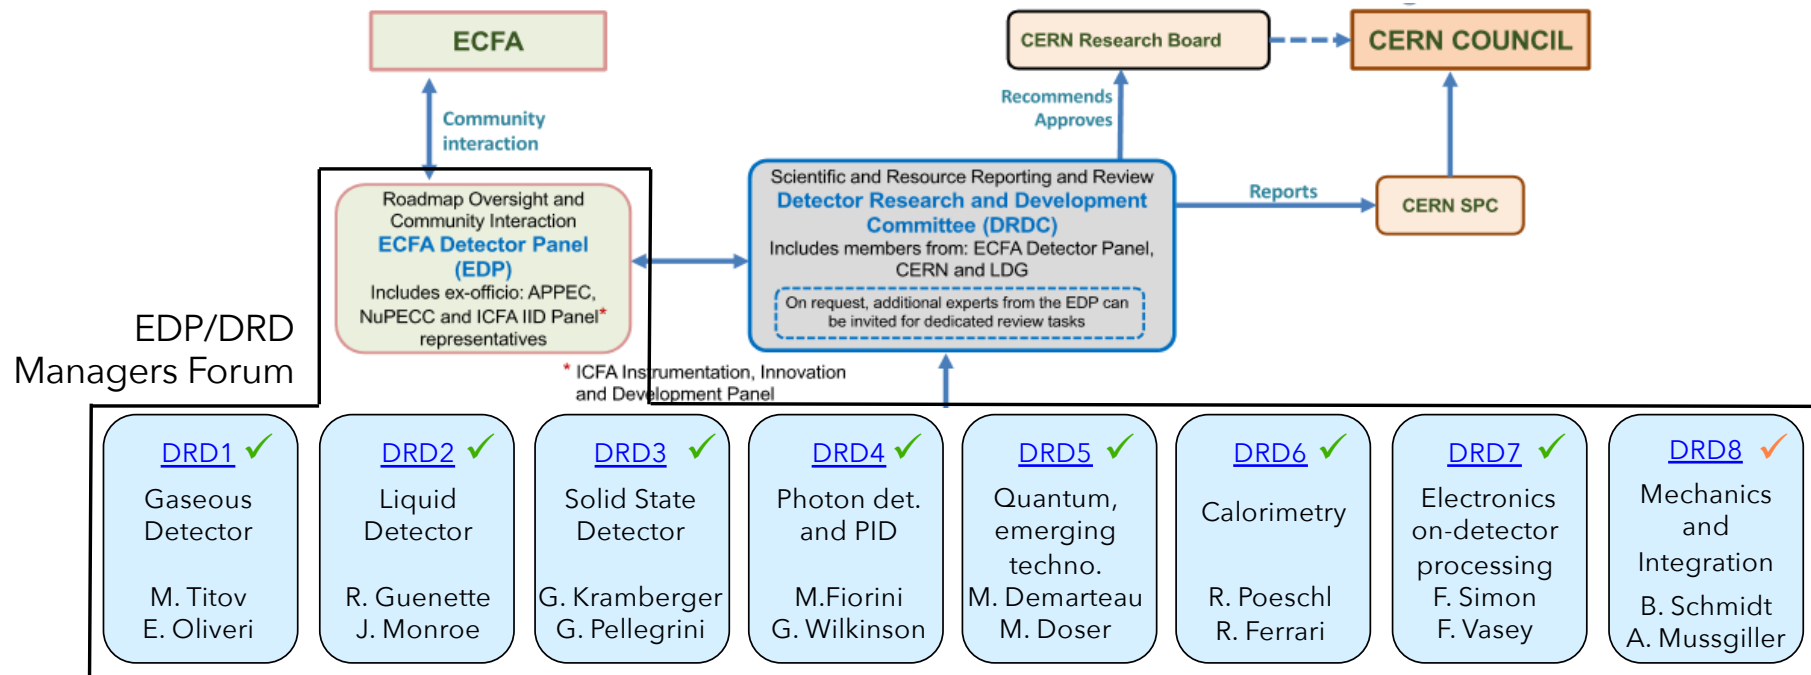 ECFA
CERN Research Board
CERN COUNCIL
Community
interaction
Recommends
Approves
Roadmap Oversight and
Community Interaction
ECFA Detector Panel
(EDP)
Includes ex-officio: APPEC,
NuPECC and ICFA IID Panel*
representatives
Scientific and Resource Reporting and Review
Detector Research and Development
Committee (DRDC)
Includes members from: ECFA Detector Panel,
CERN and LDG
On request, additional experts from the EDP can
be invited for dedicated review tasks
Reports
CERN SPC
EDP/DRD
Managers Forum
* ICFA Instrumentation, Innovation
and Development Panel
DRD1 ✓
Gaseous
Detector
M. Titov
E. Oliveri
DRD2 ✓
Liquid
Detector
R. Guenette
J. Monroe
DRD3 ✓
Solid State
Detector
G. Kramberger
G. Pellegrini
DRD4 ✓
Photon det.
and PID
M.Fiorini
G. Wilkinson
DRD5 ✓
Quantum,
emerging
techno.
M. Demarteau
M. Doser
DRD6 ✓
Calorimetry
R. Poeschl
R. Ferrari
DRD7 ✓
Electronics
on-detector
processing
F. Simon
F. Vasey
DRD8 ✓
Mechanics
and
Integration
B. Schmidt
A. Mussgiller